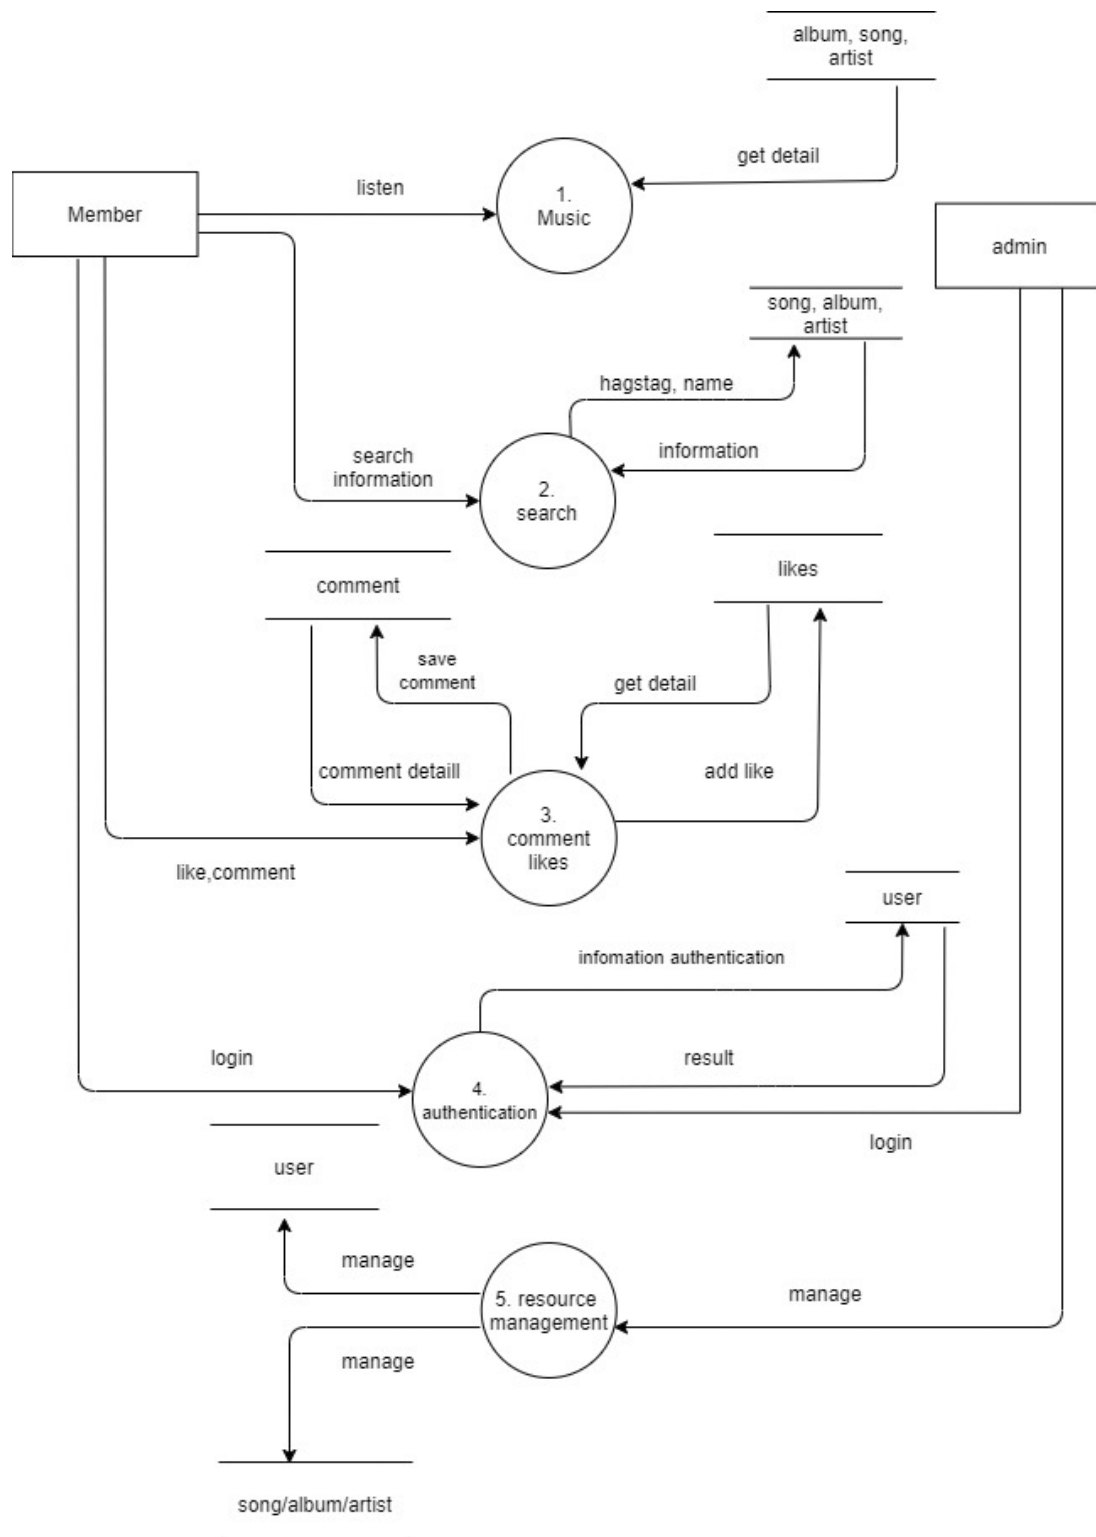 album, song,
artist
get detail
listen
1.
Music
Member
admin
song, album,
artist
hagstag, name
information
search
information
2.
search
comment
likes
save
comment
get detail
comment detaill
add like
3.
comment
likes
like,comment
user
infomation authentication
login
result
4.
authentication
login
user
manage
5. resource
management
manage
manage
song/album/artist